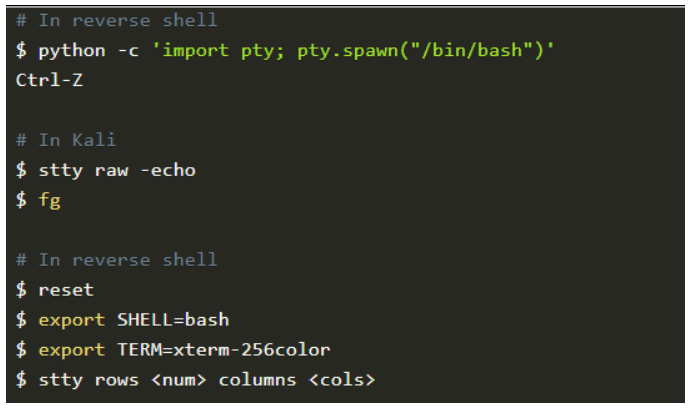 # In reverse shell
$ python -c 'import pty; pty.spawn("/bin/bash")'
Ctrl-Z
# In Kali
$ stty raw -echo
$ fg
# In reverse shell
$ reset
$ export SHELL=bash
$ export TERM=xterm-256color
$ stty rows <num> columns <cols>